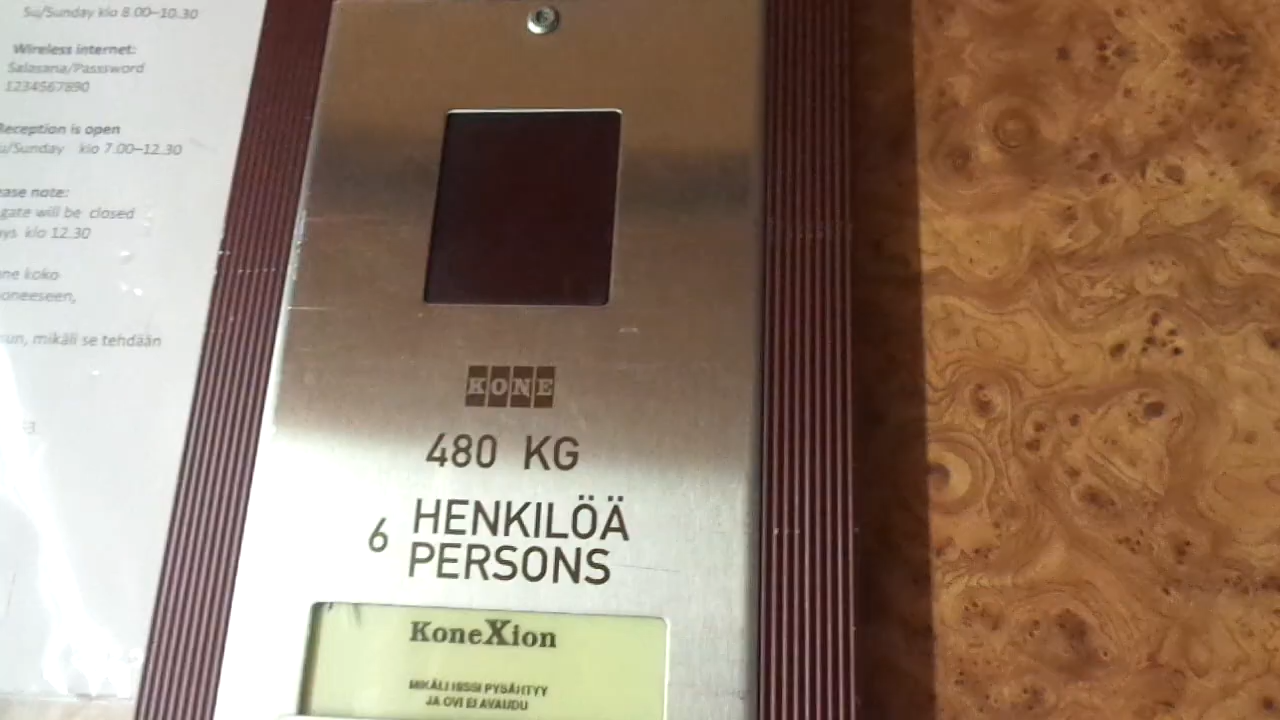 Su/Sunday klo 8.00–10.30
Wireless internet:
Salasana/Passsword
1234567890
Reception is open
u/Sunday klo 7.00–12.30
ase note:
gate will be closed
ys klo 12.30
ne koko
oneeseen,
sun, mikäli se tehdään
KONE
480 KG
6 HENKILÖÄ
PERSONS
KoneXion
MIKÄLI HISSI PYSÄHTYY
JA OVI EI AVAUDU